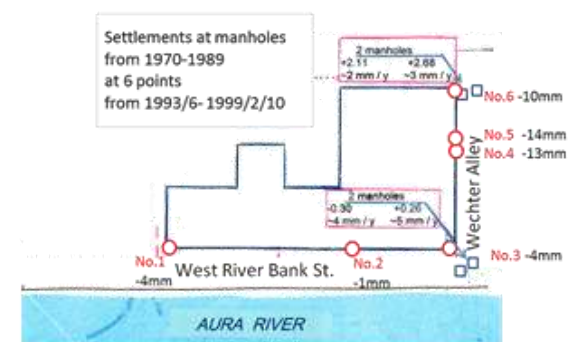 Settlements at manholes
from 1970-1989
at 6 points
from 1993/6- 1999/2/10
2 manholes
+2.11 +2.68
~2 mm / y ~3 mm / y
No.6 -10mm
No.5 -14mm
No.4 -13mm
Wechter Alley
2 manholes
-0.30 +0.26
~4 mm / y ~5 mm / y
No.3 -4mm
No.1
-4mm
West River Bank St.
No.2
-1mm
AURA RIVER